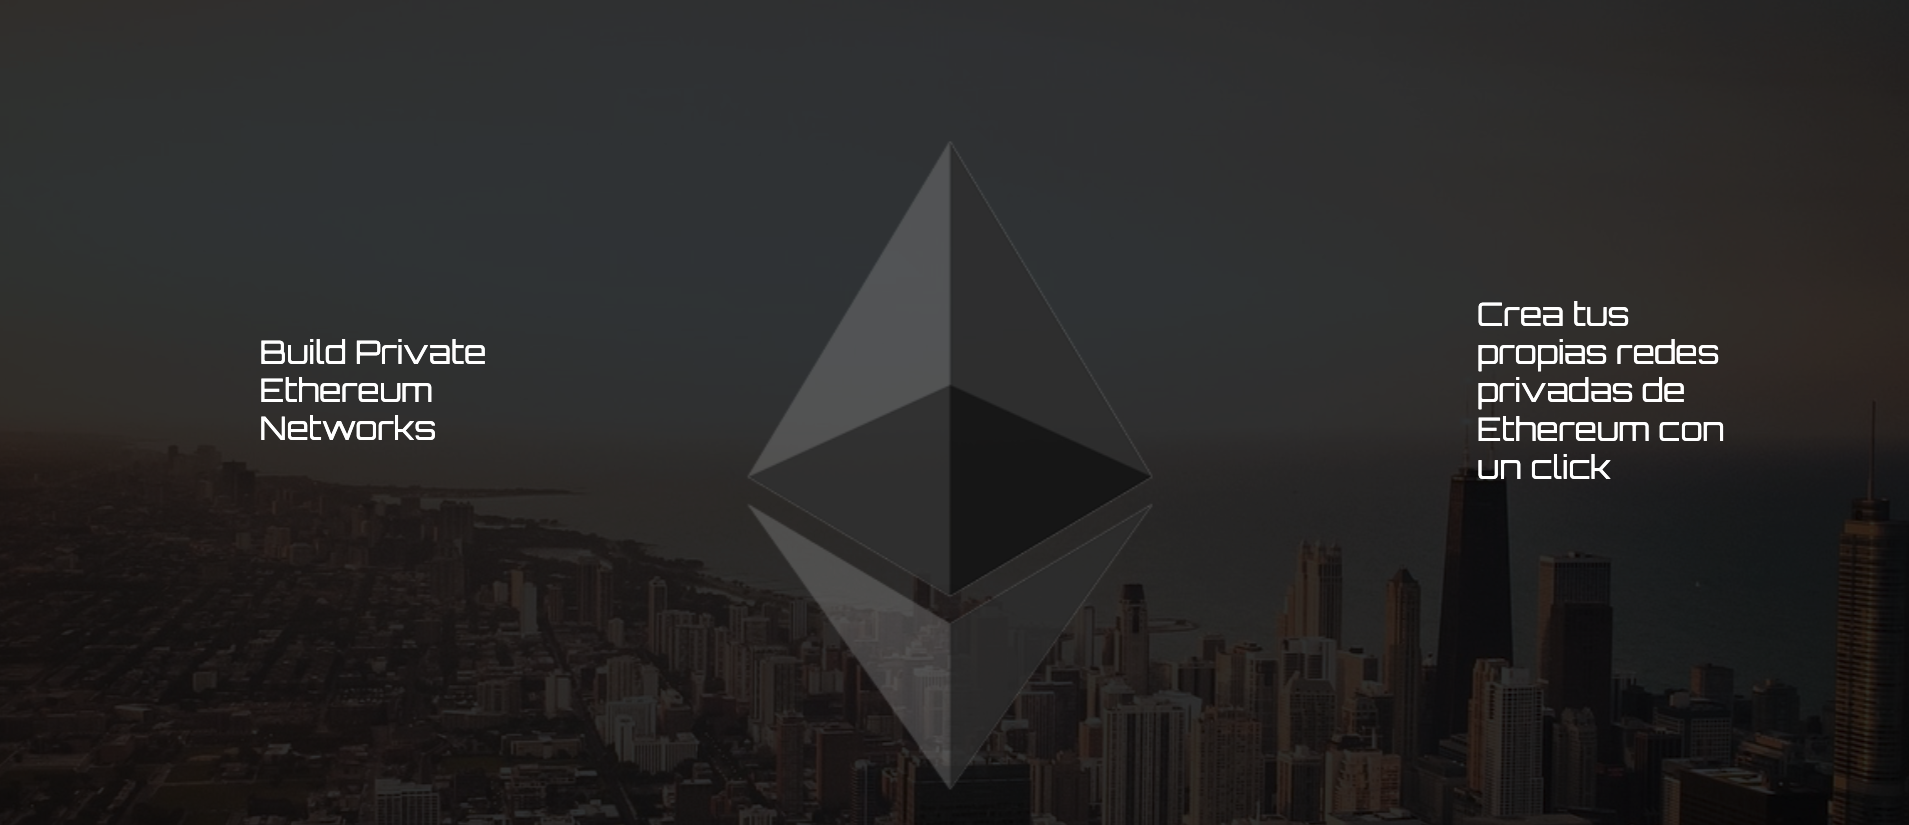 Build Private
Ethereum
Networks
Crea tus
propias redes
privadas de
Ethereum con
un click